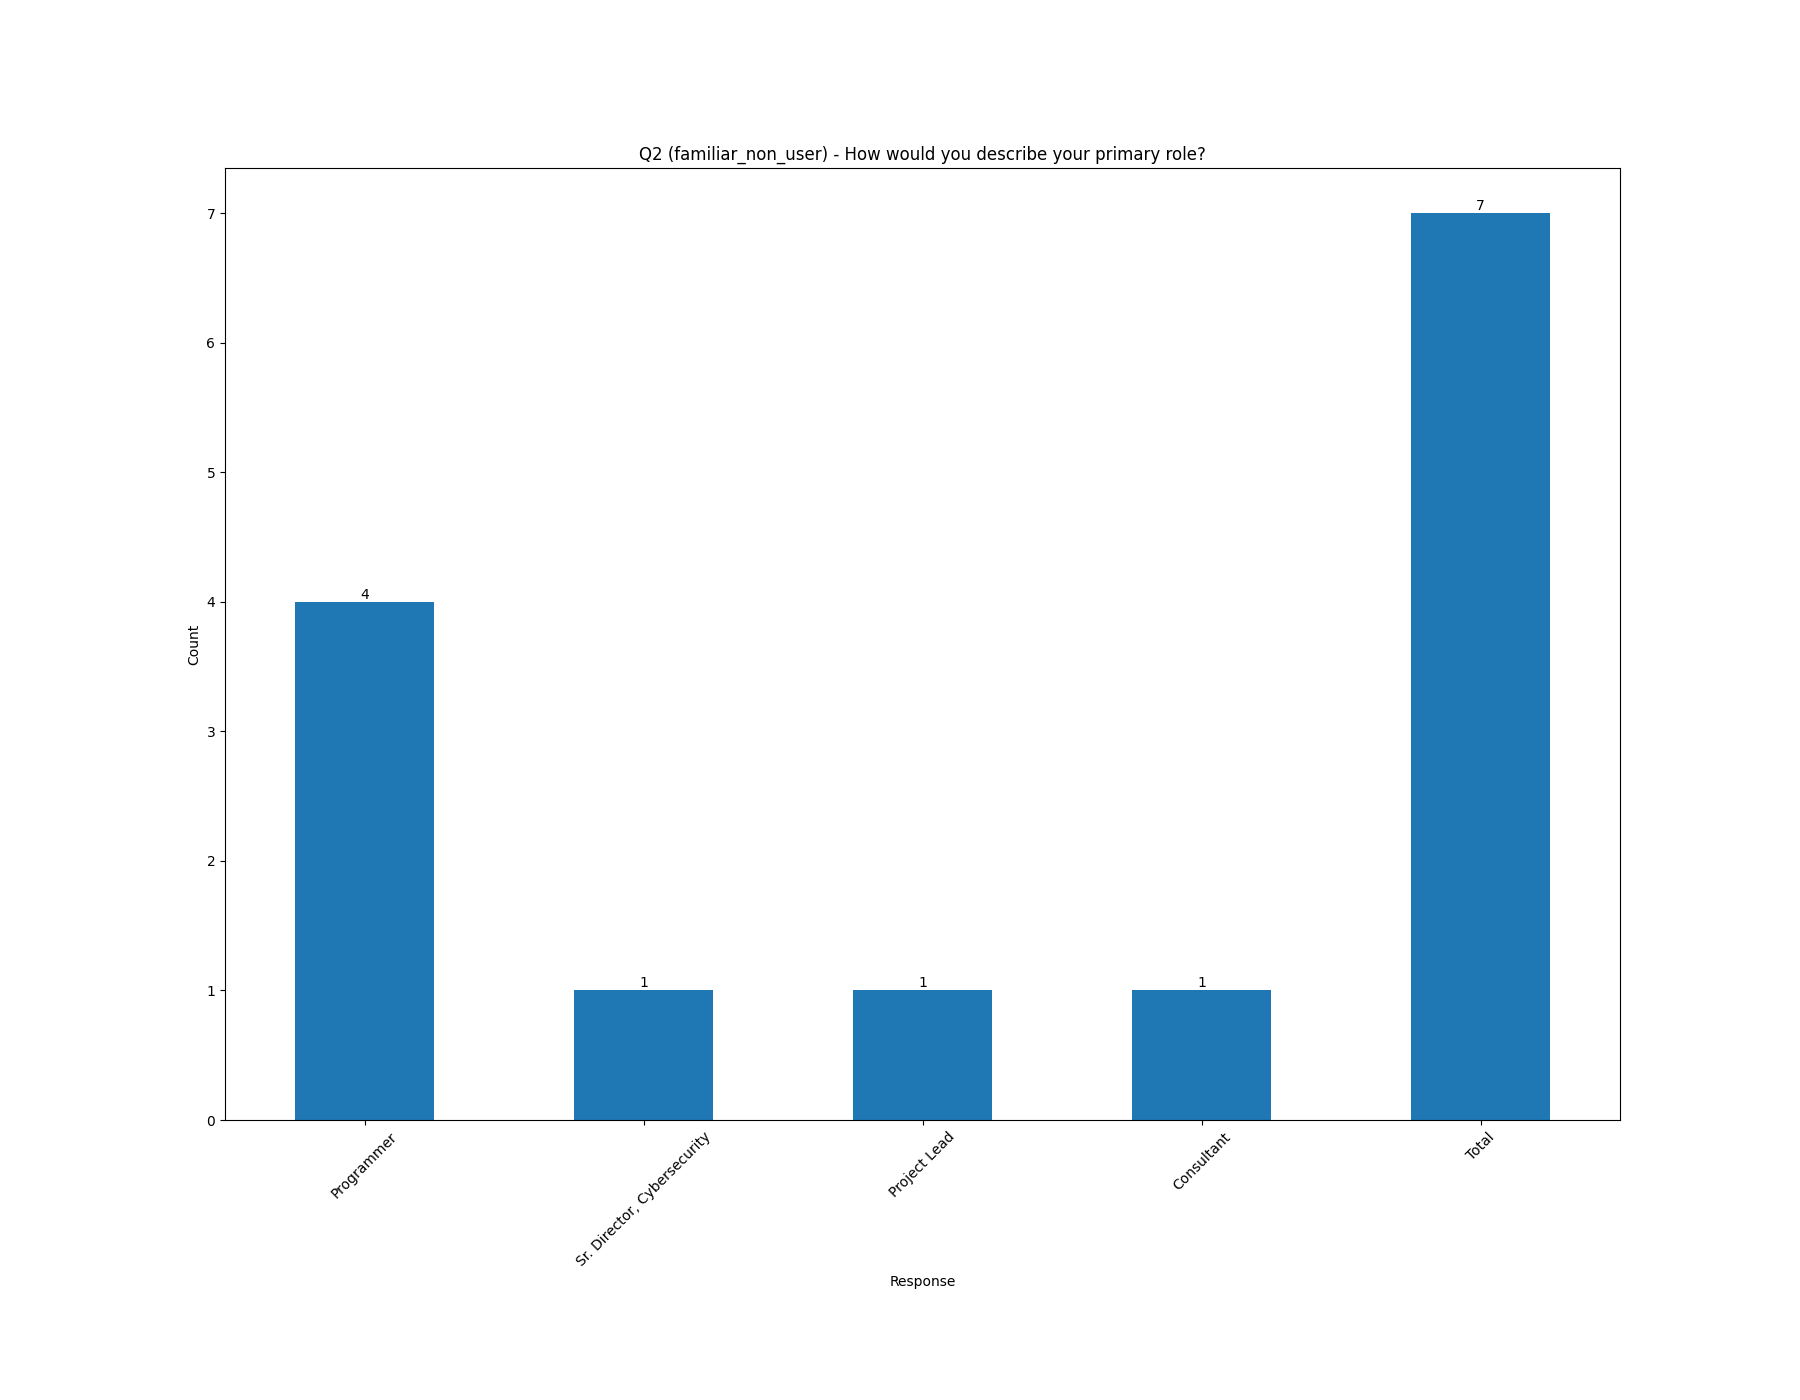 Q2 (familiar_non_user) - How would you describe your primary role?
7
6
5
4
3
2
1
0
Count
4
1
1
1
7
Programmer
Sr. Director, Cybersecurity
Project Lead
Consultant
Total
Response